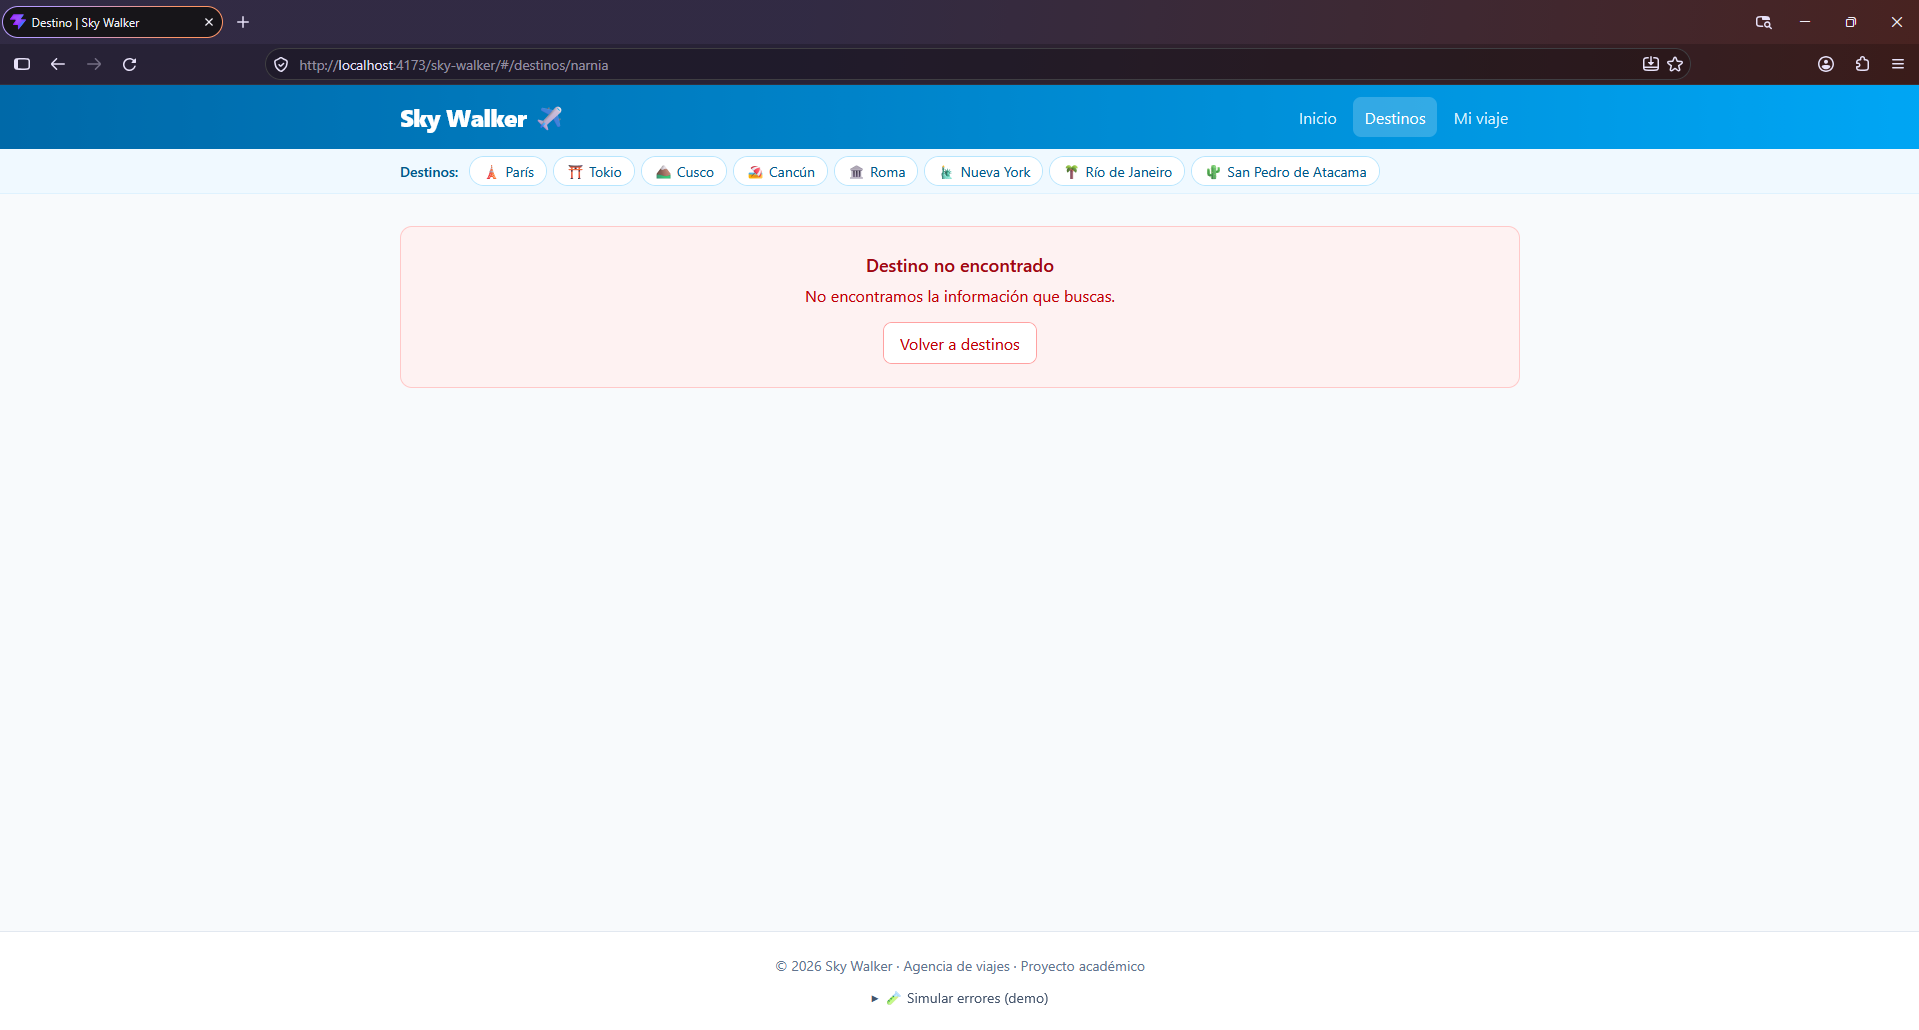 Destino | Sky Walker
http://localhost:4173/sky-walker/#/destinos/narnia
Sky Walker
Inicio
Destinos
Mi viaje
Destinos:
París
Tokio
Cusco
Cancún
Roma
Nueva York
Río de Janeiro
San Pedro de Atacama
Destino no encontrado
No encontramos la información que buscas.
Volver a destinos
© 2026 Sky Walker · Agencia de viajes · Proyecto académico
Simular errores (demo)